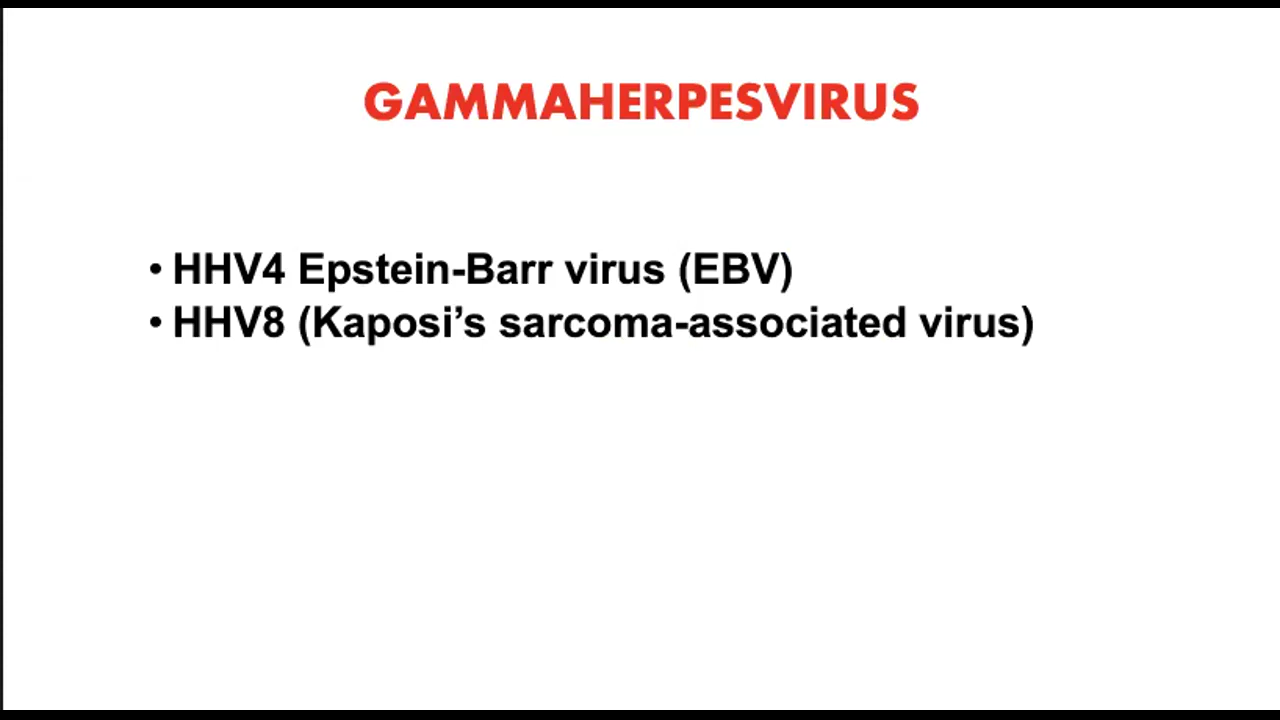 GAMMAHERPESVIRUS
• HHV4 Epstein-Barr virus (EBV)
• HHV8 (Kaposi’s sarcoma-associated virus)